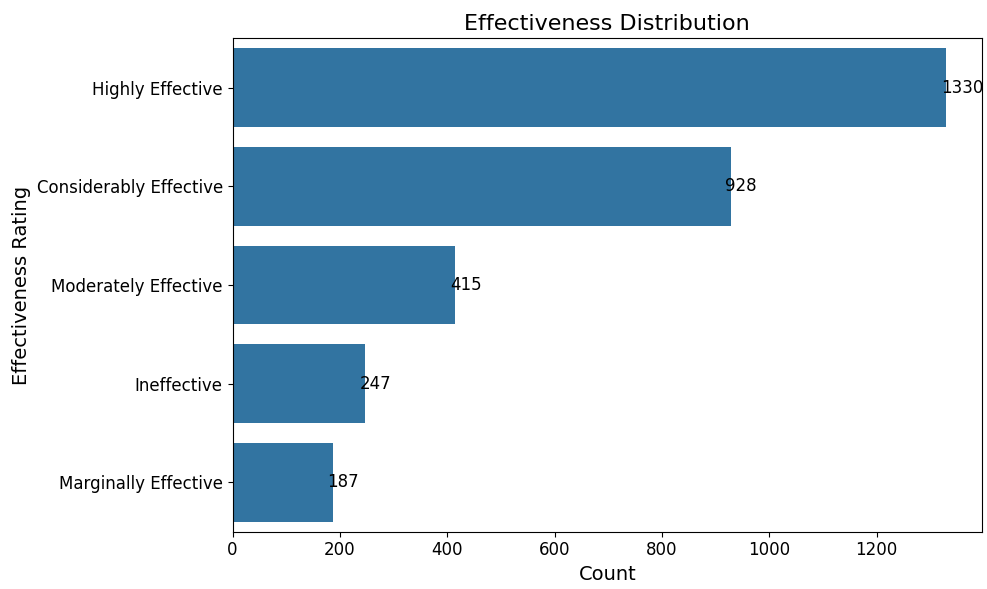 Effectiveness Distribution
Highly Effective
1330
Considerably Effective
928
Moderately Effective
415
Ineffective
247
Marginally Effective
187
0 200 400 600 800 1000 1200
Count
Effectiveness Rating